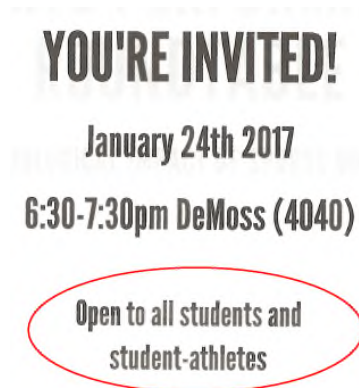 YOU'RE INVITED!
January 24th 2017
6:30-7:30pm DeMoss (4040)
Open to all students and
student-athletes